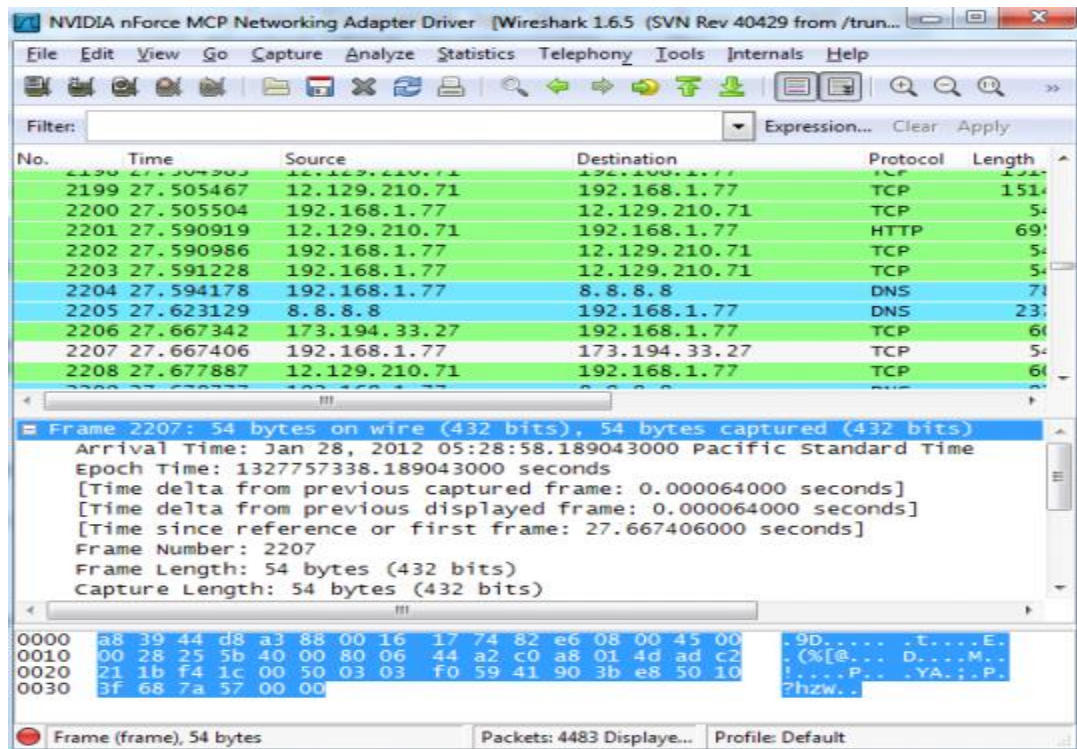 NVIDIA nForce MCP Networking Adapter Driver [Wireshark 1.6.5 (SVN Rev 40429 from /trun...
File Edit View Go Capture Analyze Statistics Telephony Tools Internals Help
Filter: Expression... Clear Apply
No. Time Source Destination Protocol Length
2199 27.505467 12.129.210.71 192.168.1.77 TCP 151
2200 27.505504 192.168.1.77 12.129.210.71 TCP 5
2201 27.590919 12.129.210.71 192.168.1.77 HTTP 69
2202 27.590986 192.168.1.77 12.129.210.71 TCP 5
2203 27.591228 192.168.1.77 12.129.210.71 TCP 5
2204 27.594178 192.168.1.77 8.8.8.8 DNS 7
2205 27.623129 8.8.8.8 192.168.1.77 DNS 23
2206 27.667342 173.194.33.27 192.168.1.77 TCP 6
2207 27.667406 192.168.1.77 173.194.33.27 TCP 5
2208 27.677887 12.129.210.71 192.168.1.77 TCP 6
Frame 2207: 54 bytes on wire (432 bits), 54 bytes captured (432 bits)
Arrival Time: Jan 28, 2012 05:28:58.189043000 Pacific Standard Time
Epoch Time: 1327757338.189043000 seconds
[Time delta from previous captured frame: 0.000064000 seconds]
[Time delta from previous displayed frame: 0.000064000 seconds]
[Time since reference or first frame: 27.667406000 seconds]
Frame Number: 2207
Frame Length: 54 bytes (432 bits)
Capture Length: 54 bytes (432 bits)
0000 a8 39 44 d8 a3 88 00 16 17 74 82 e6 08 00 45 00 .9D..... .t....E.
0010 00 28 25 5b 40 00 80 06 44 a2 c0 a8 01 4d ad c2 .(%[@... D....M..
0020 21 1b f4 1c 00 50 03 03 f0 59 41 90 3b e8 50 10 !....P.. .YA.;.P.
0030 3f 68 7a 57 00 00 ?hzW..
Frame (frame), 54 bytes Packets: 4483 Displaye... Profile: Default